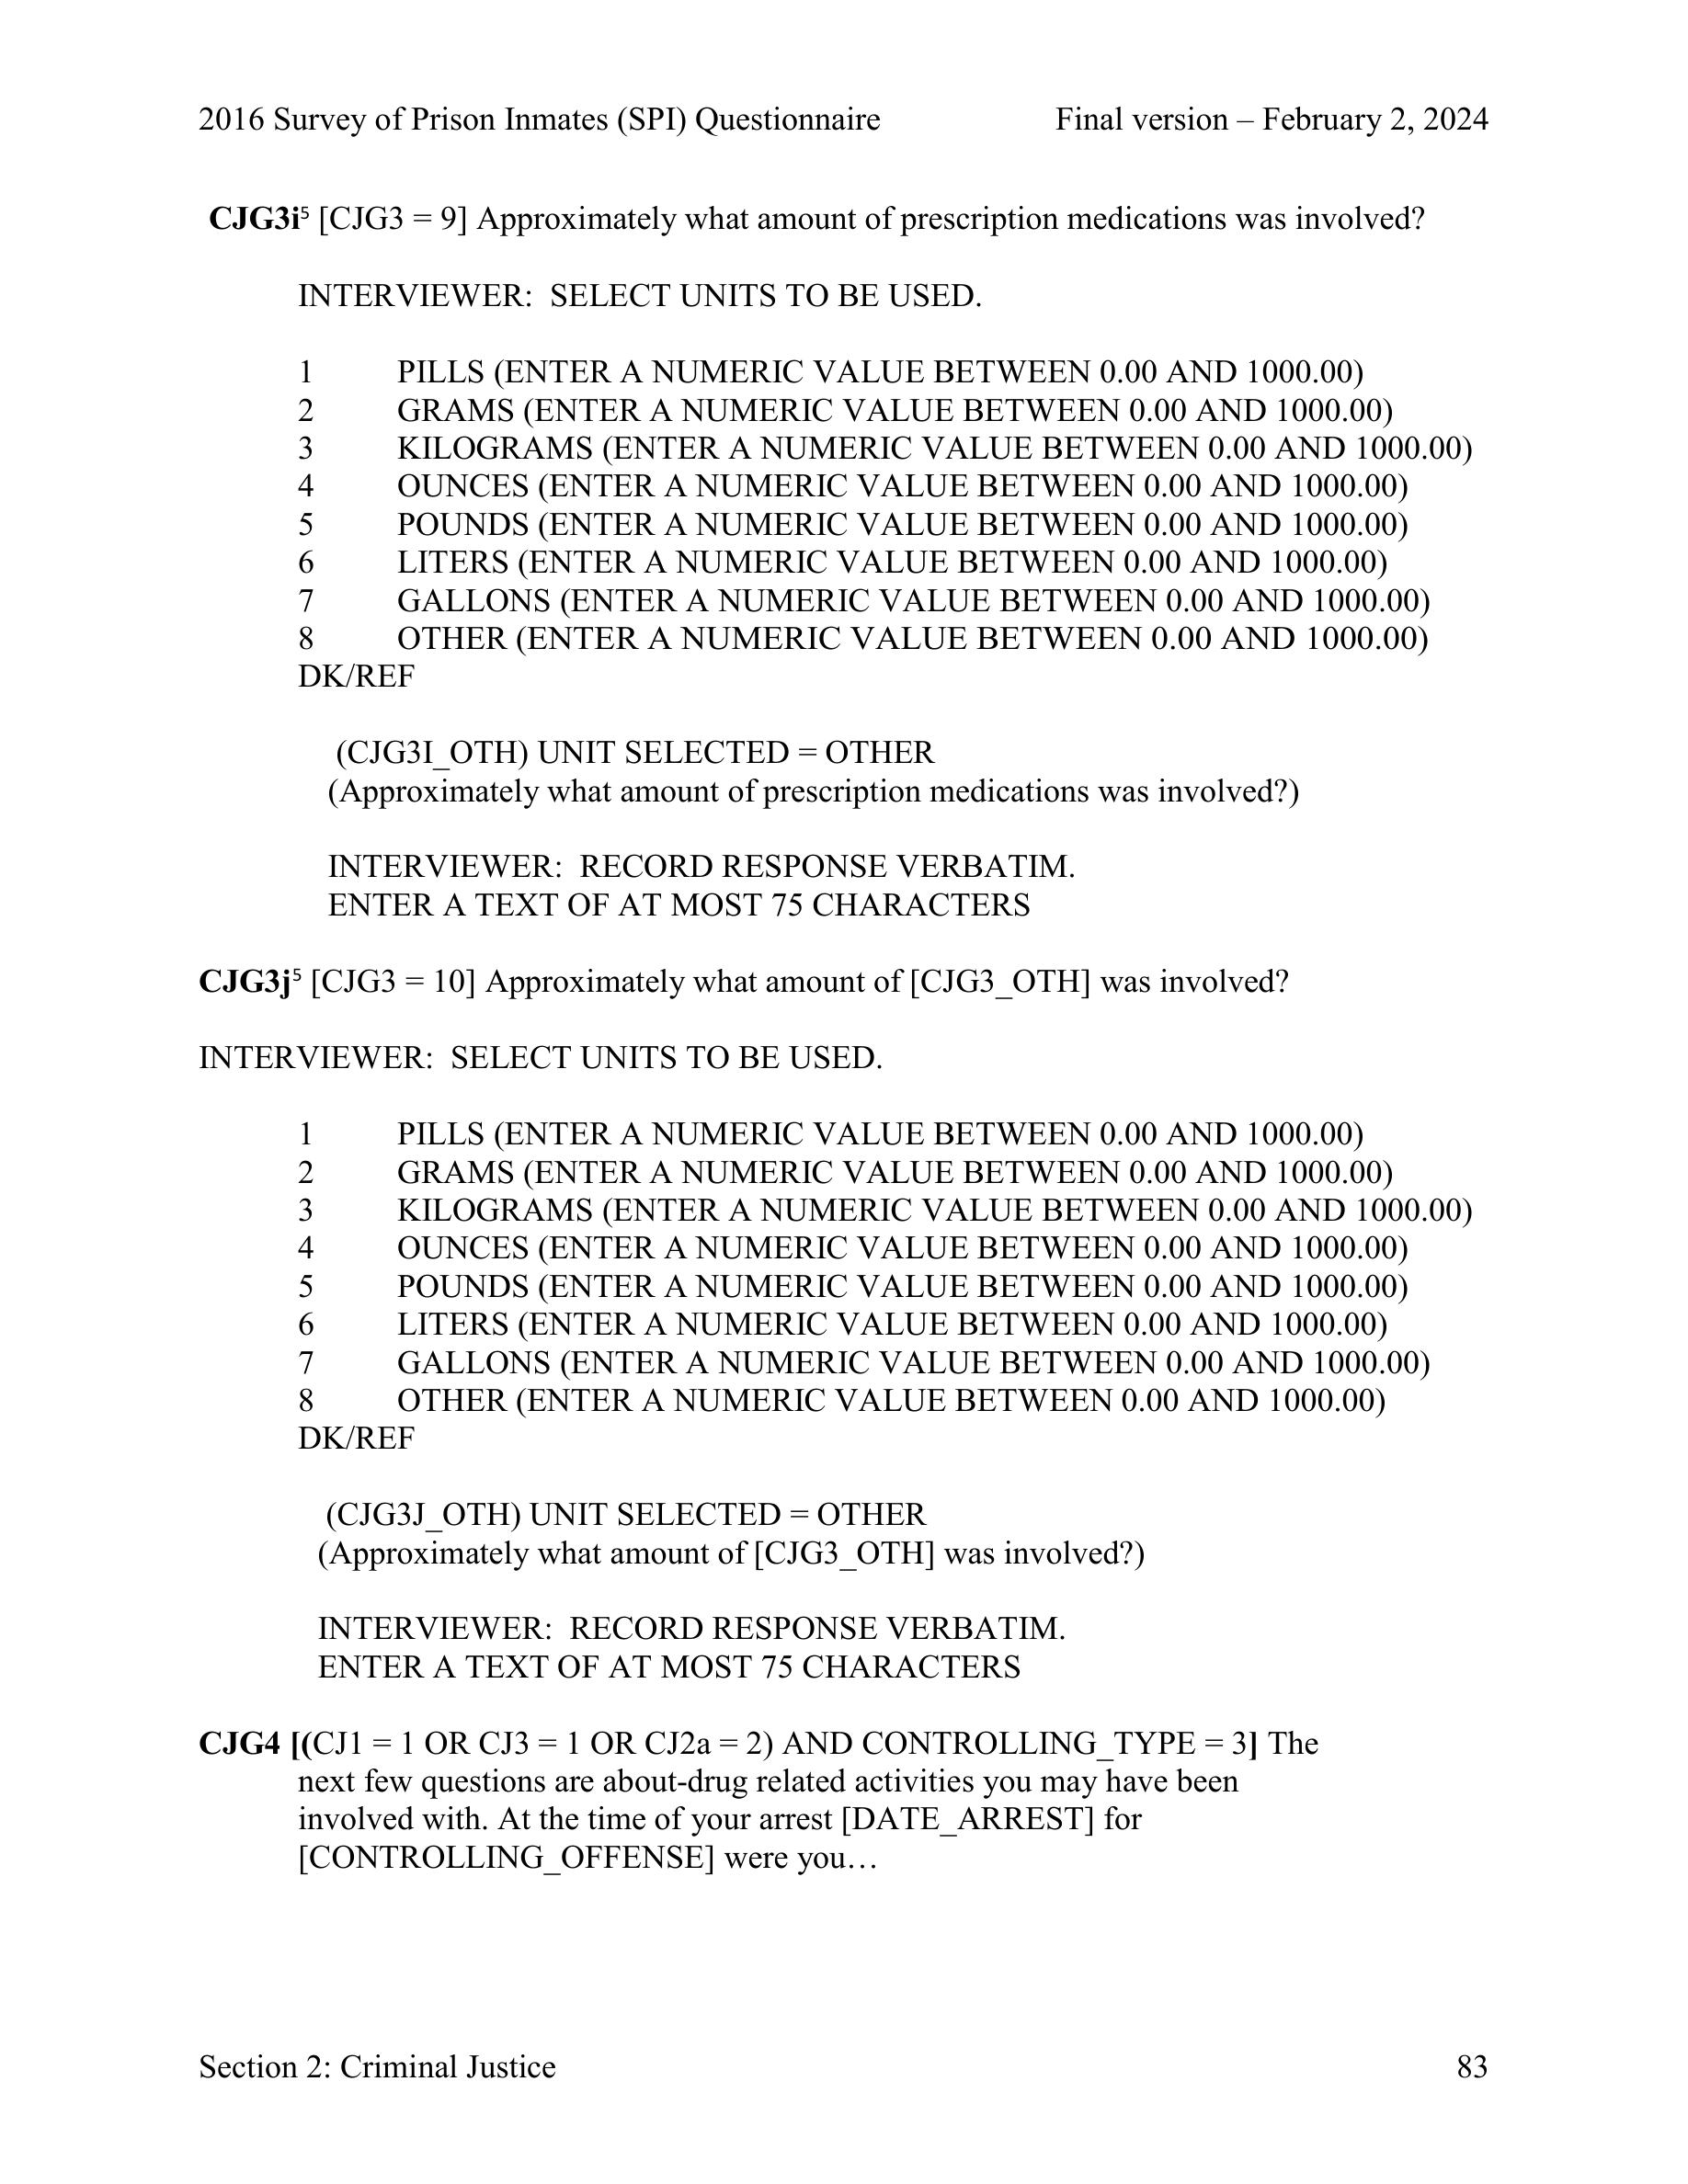 2016 Survey of Prison Inmates (SPI) Questionnaire Final version – February 2, 2024
CJG3i⁵ [CJG3 = 9] Approximately what amount of prescription medications was involved?
INTERVIEWER:  SELECT UNITS TO BE USED.
1 PILLS (ENTER A NUMERIC VALUE BETWEEN 0.00 AND 1000.00)
2 GRAMS (ENTER A NUMERIC VALUE BETWEEN 0.00 AND 1000.00)
3 KILOGRAMS (ENTER A NUMERIC VALUE BETWEEN 0.00 AND 1000.00)
4 OUNCES (ENTER A NUMERIC VALUE BETWEEN 0.00 AND 1000.00)
5 POUNDS (ENTER A NUMERIC VALUE BETWEEN 0.00 AND 1000.00)
6 LITERS (ENTER A NUMERIC VALUE BETWEEN 0.00 AND 1000.00)
7 GALLONS (ENTER A NUMERIC VALUE BETWEEN 0.00 AND 1000.00)
8 OTHER (ENTER A NUMERIC VALUE BETWEEN 0.00 AND 1000.00)
DK/REF
(CJG3I_OTH) UNIT SELECTED = OTHER
(Approximately what amount of prescription medications was involved?)
INTERVIEWER:  RECORD RESPONSE VERBATIM.
ENTER A TEXT OF AT MOST 75 CHARACTERS
CJG3j⁵ [CJG3 = 10] Approximately what amount of [CJG3_OTH] was involved?
INTERVIEWER:  SELECT UNITS TO BE USED.
1 PILLS (ENTER A NUMERIC VALUE BETWEEN 0.00 AND 1000.00)
2 GRAMS (ENTER A NUMERIC VALUE BETWEEN 0.00 AND 1000.00)
3 KILOGRAMS (ENTER A NUMERIC VALUE BETWEEN 0.00 AND 1000.00)
4 OUNCES (ENTER A NUMERIC VALUE BETWEEN 0.00 AND 1000.00)
5 POUNDS (ENTER A NUMERIC VALUE BETWEEN 0.00 AND 1000.00)
6 LITERS (ENTER A NUMERIC VALUE BETWEEN 0.00 AND 1000.00)
7 GALLONS (ENTER A NUMERIC VALUE BETWEEN 0.00 AND 1000.00)
8 OTHER (ENTER A NUMERIC VALUE BETWEEN 0.00 AND 1000.00)
DK/REF
(CJG3J_OTH) UNIT SELECTED = OTHER
(Approximately what amount of [CJG3_OTH] was involved?)
INTERVIEWER:  RECORD RESPONSE VERBATIM.
ENTER A TEXT OF AT MOST 75 CHARACTERS
CJG4 [(CJ1 = 1 OR CJ3 = 1 OR CJ2a = 2) AND CONTROLLING_TYPE = 3] The
next few questions are about-drug related activities you may have been
involved with. At the time of your arrest [DATE_ARREST] for
[CONTROLLING_OFFENSE] were you…
Section 2: Criminal Justice 83